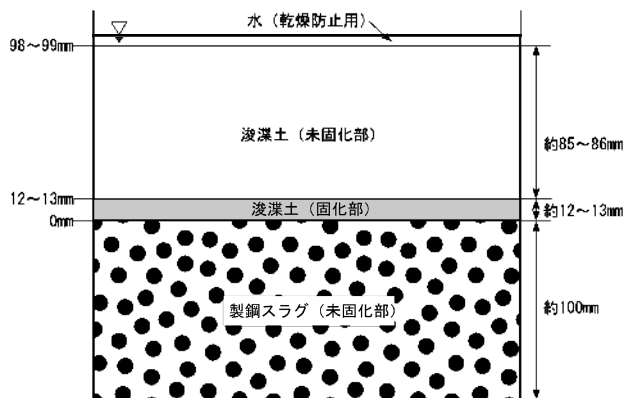 水（乾燥防止用）
98～99mm
浚渫土（未固化部）
約85～86mm
12～13mm
浚渫土（固化部）
約12～13mm
0mm
製鋼スラグ（未固化部）
約100mm